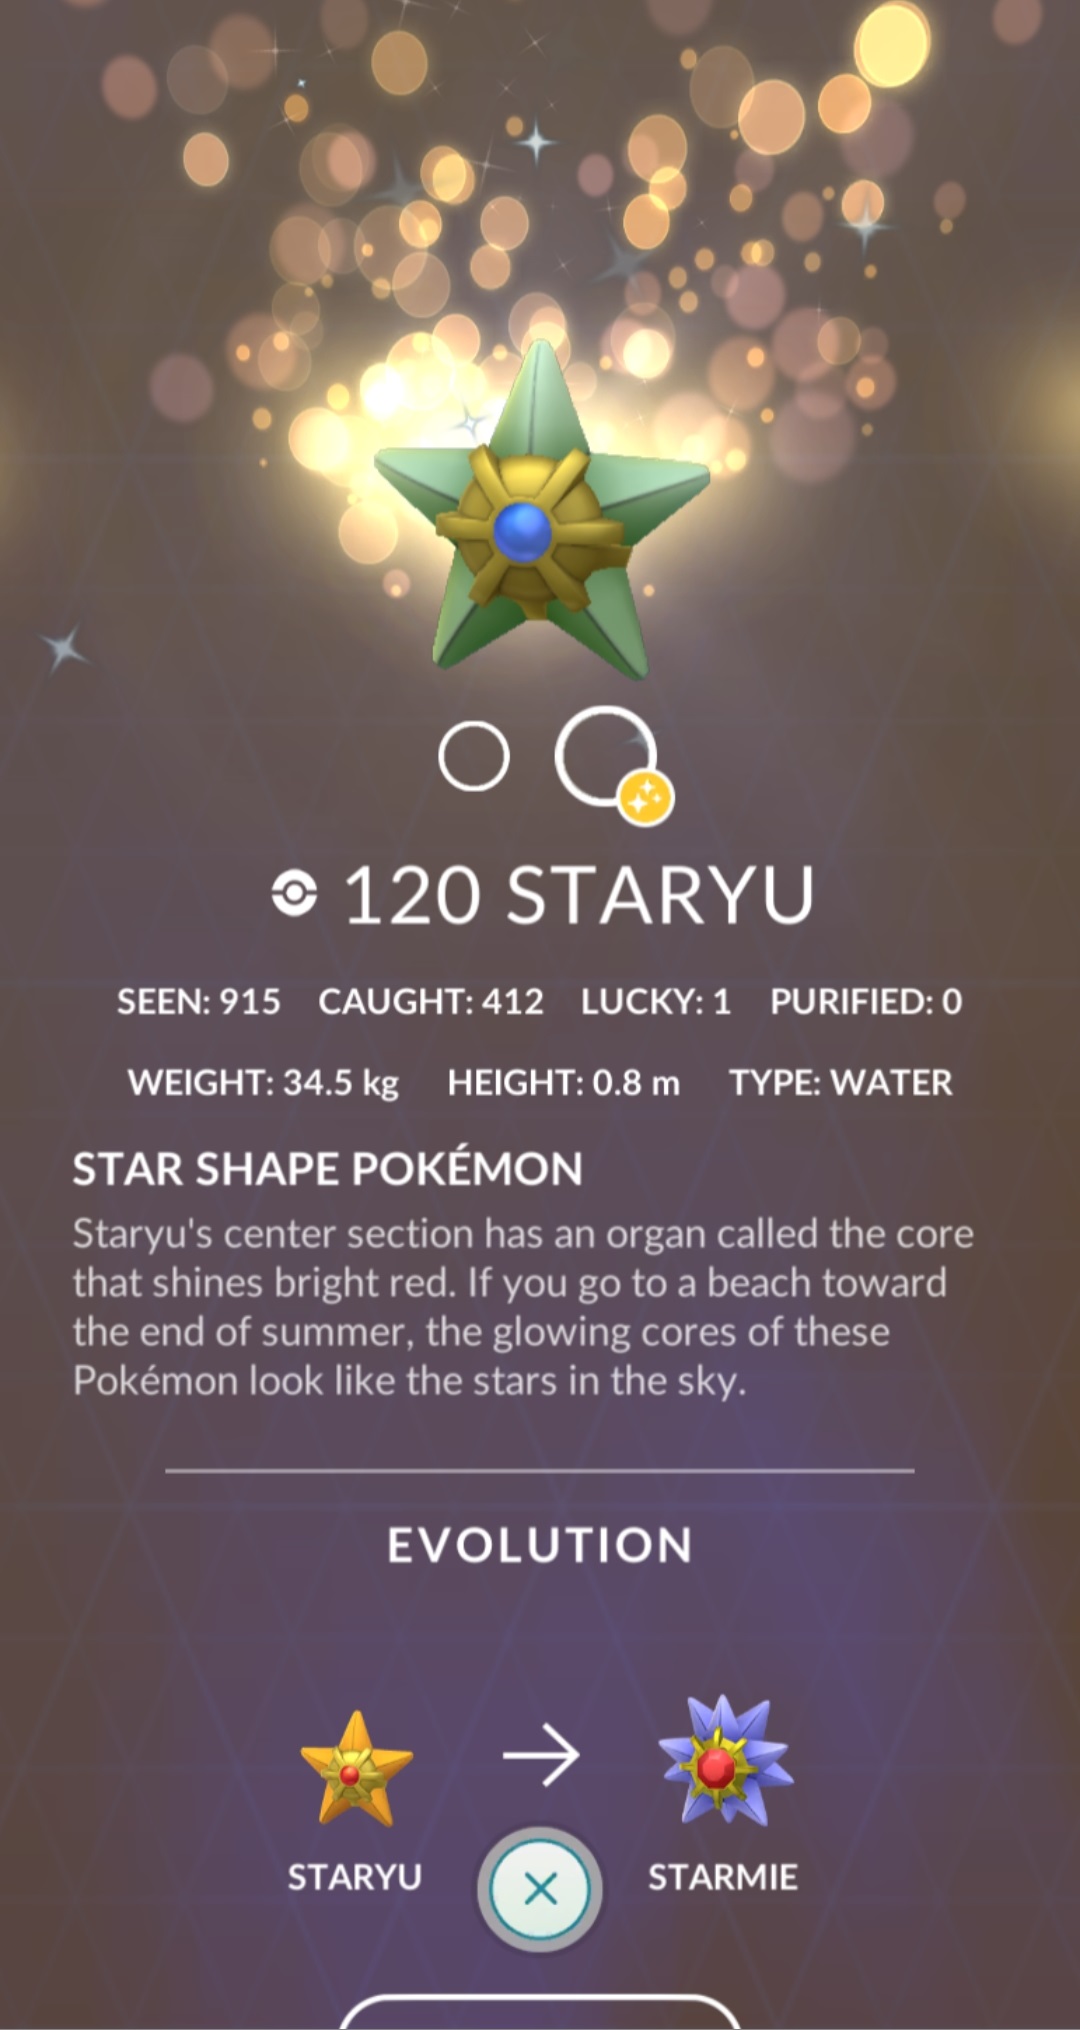 120 STARYU
SEEN: 915 CAUGHT: 412 LUCKY: 1 PURIFIED: 0
WEIGHT: 34.5 kg HEIGHT: 0.8 m TYPE: WATER
STAR SHAPE POKÉMON
Staryu's center section has an organ called the core
that shines bright red. If you go to a beach toward
the end of summer, the glowing cores of these
Pokémon look like the stars in the sky.
EVOLUTION
STARYU STARMIE